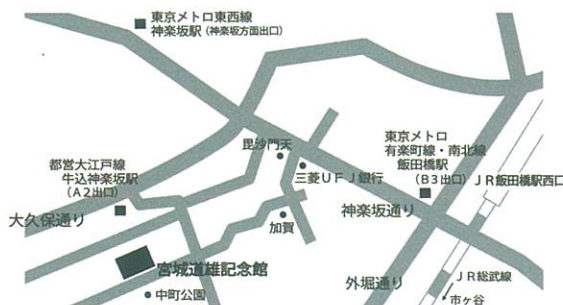 東京メトロ東西線
神楽坂駅(神楽坂方面出口)
毘沙門天
東京メトロ
有楽町線・南北線
飯田橋駅
(B3出口)
JR飯田橋駅西口
都営大江戸線
牛込神楽坂駅
(A2出口)
三菱UFJ銀行
大久保通り
加賀
神楽坂通り
宮城道雄記念館
外堀通り
JR総武線
市ヶ谷
中町公園